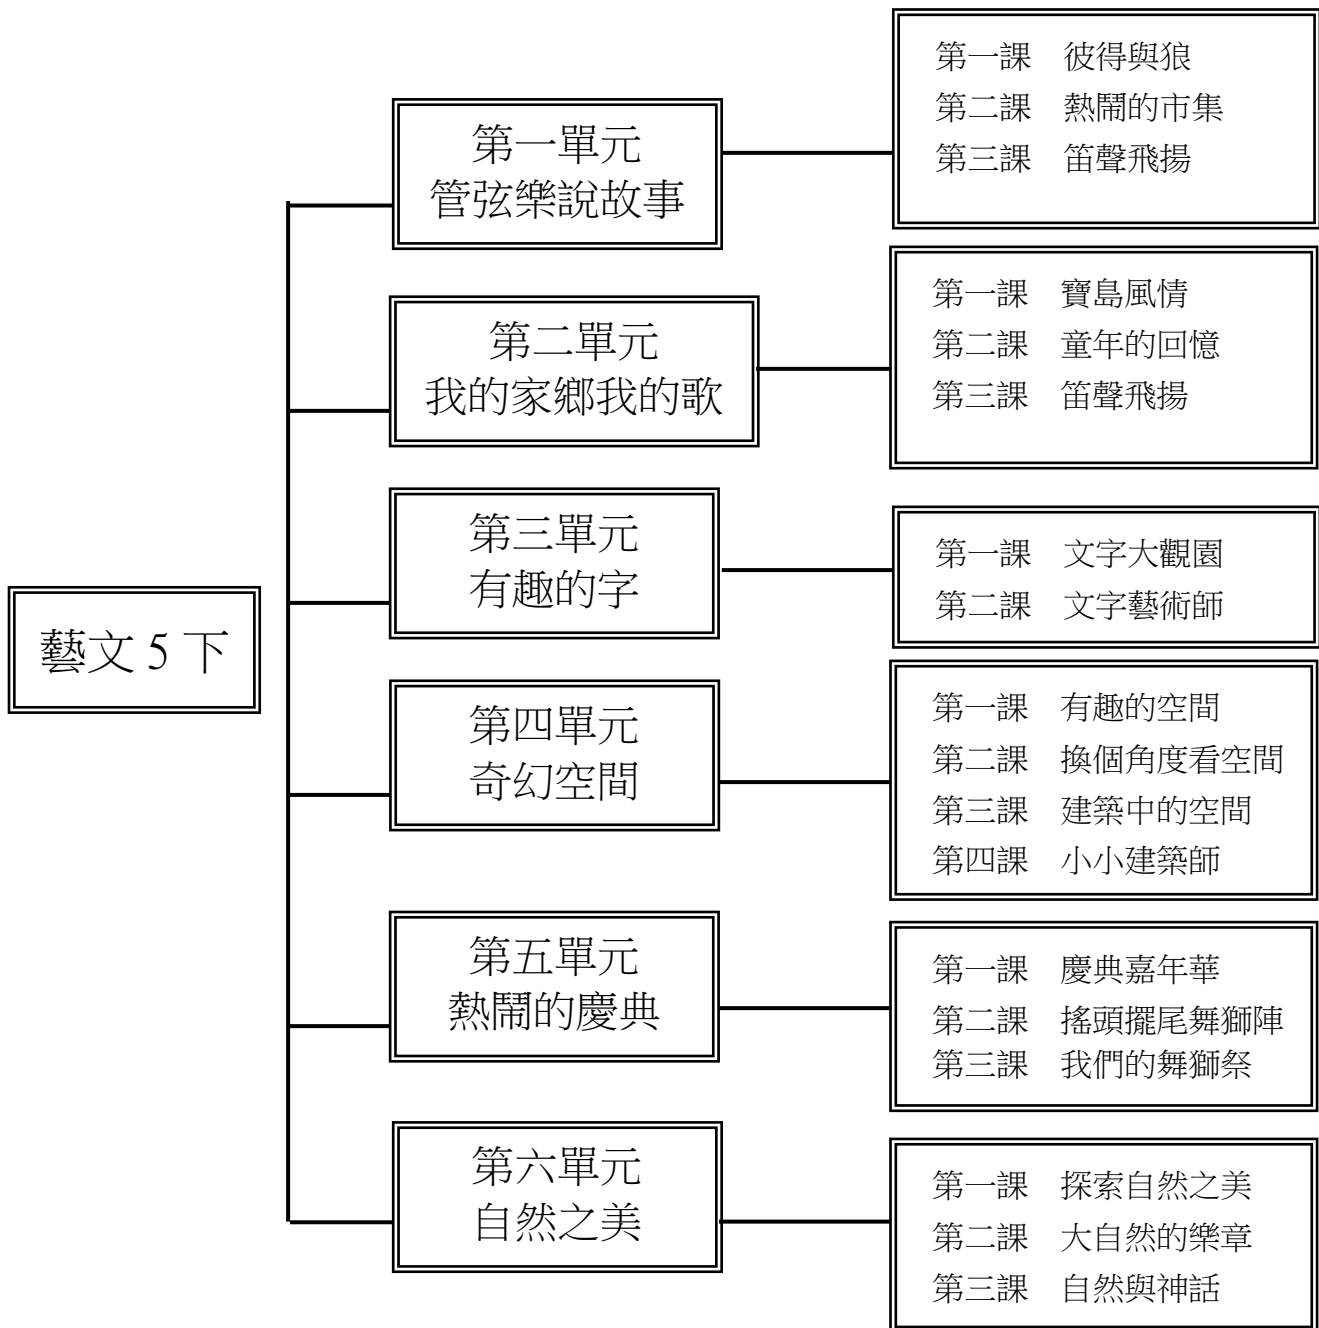 藝文 5 下
第一單元
管弦樂說故事
第一課　彼得與狼
第二課　熱鬧的市集
第三課　笛聲飛揚
第二單元
我的家鄉我的歌
第一課　寶島風情
第二課　童年的回憶
第三課　笛聲飛揚
第三單元
有趣的字
第一課　文字大觀園
第二課　文字藝術師
第四單元
奇幻空間
第一課　有趣的空間
第二課　換個角度看空間
第三課　建築中的空間
第四課　小小建築師
第五單元
熱鬧的慶典
第一課　慶典嘉年華
第二課　搖頭擺尾舞獅陣
第三課　我們的舞獅祭
第六單元
自然之美
第一課　探索自然之美
第二課　大自然的樂章
第三課　自然與神話